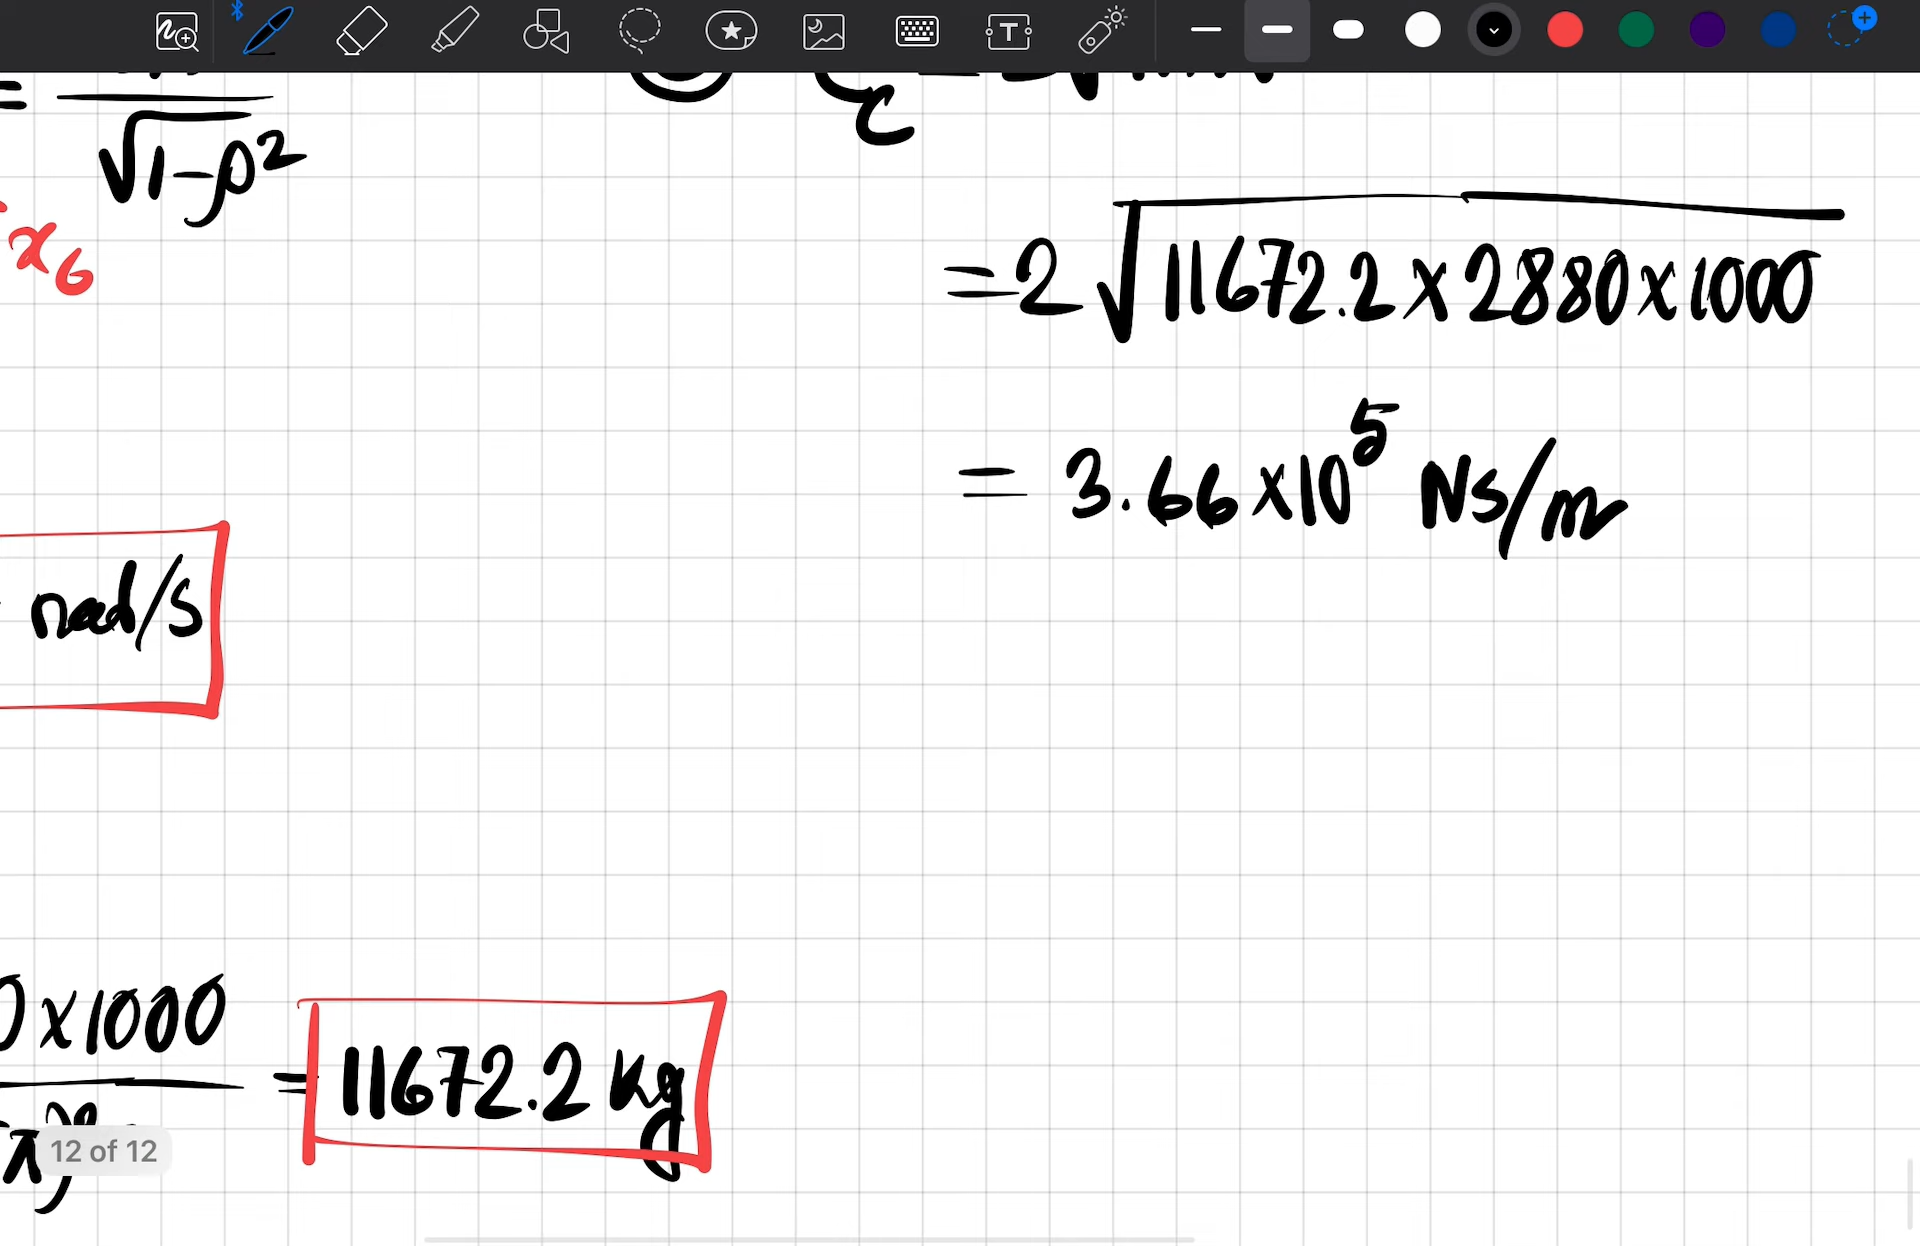 =
√1-ρ²
x₆
C_c
=2√11672.2×2880×1000
= 3.66×10⁵ Ns/m
rad/s
0×1000
= 11672.2 kg
12 of 12